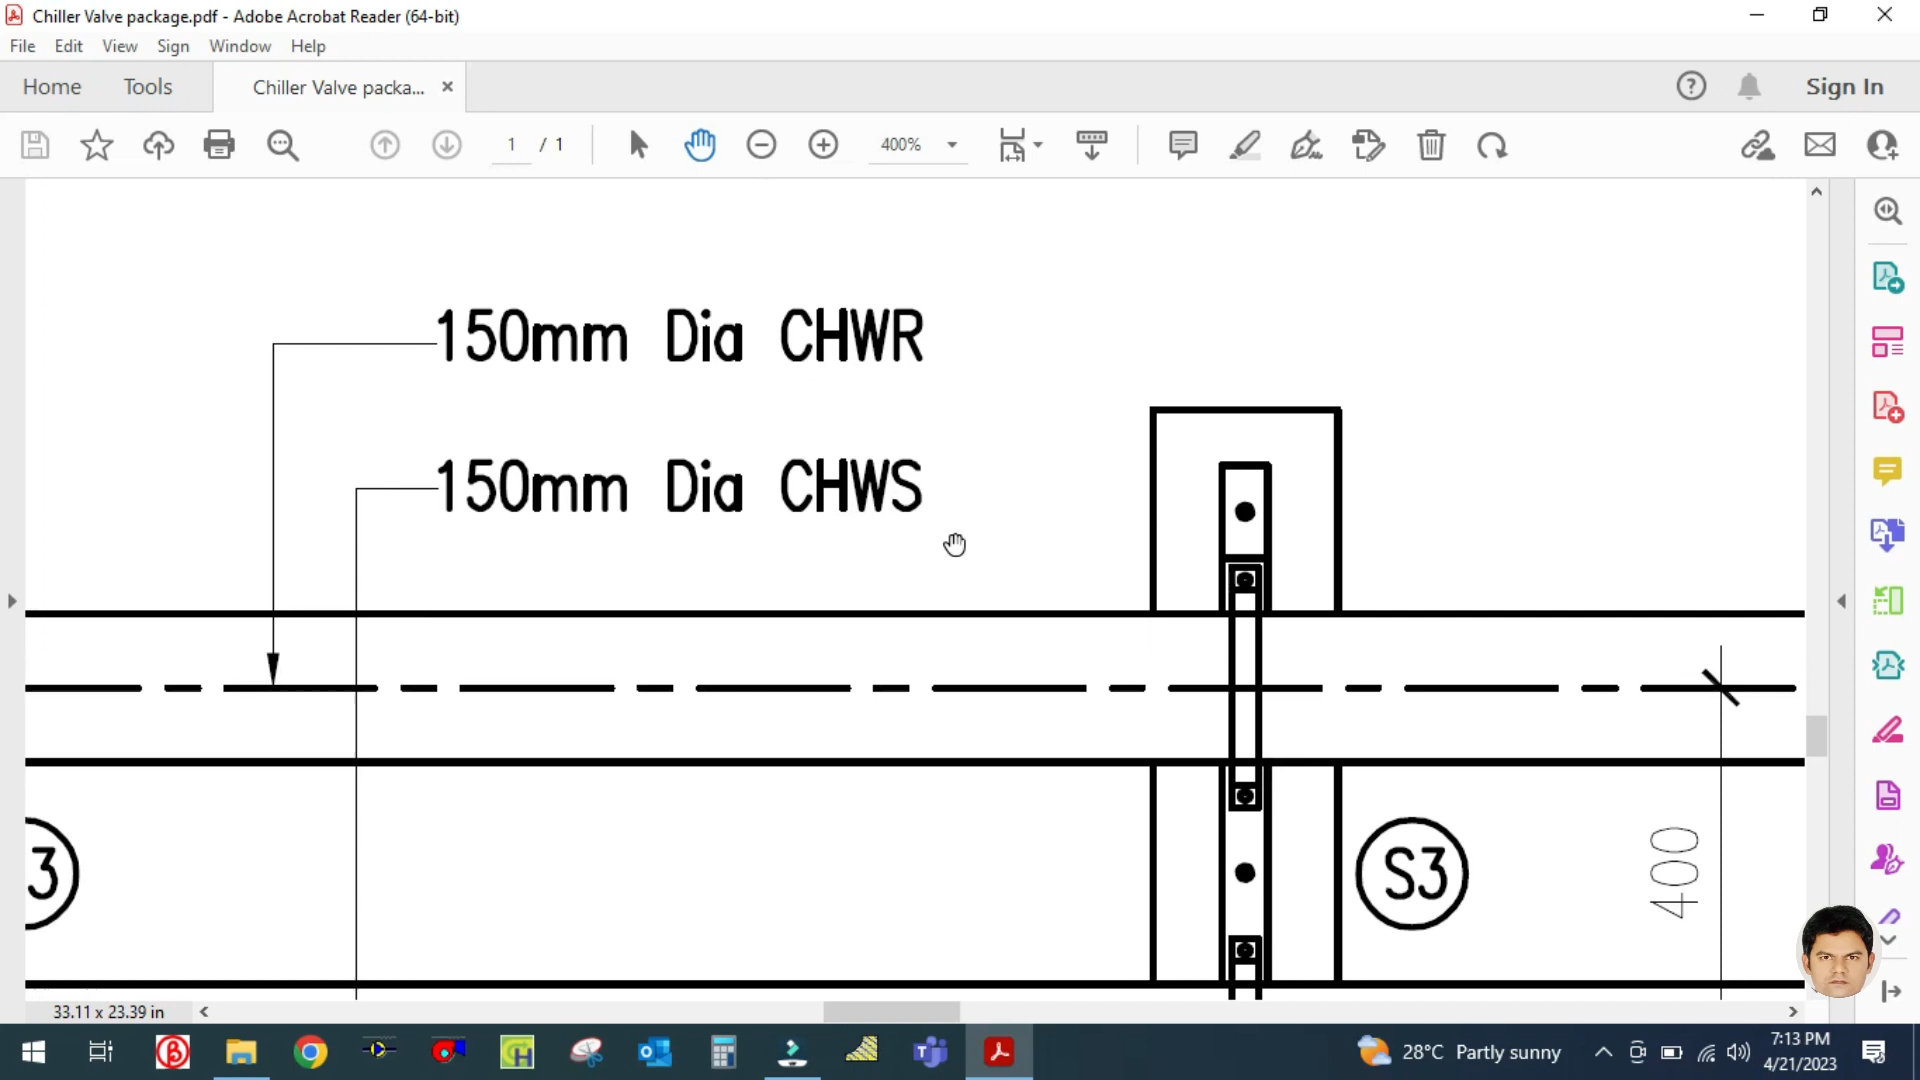 Chiller Valve package.pdf - Adobe Acrobat Reader (64-bit)
File Edit View Sign Window Help
Home Tools Chiller Valve packa... Sign In
1 / 1 400%
150mm Dia CHWR
150mm Dia CHWS
3
S3
400
33.11 x 23.39 in
28°C Partly sunny
7:13 PM
4/21/2023